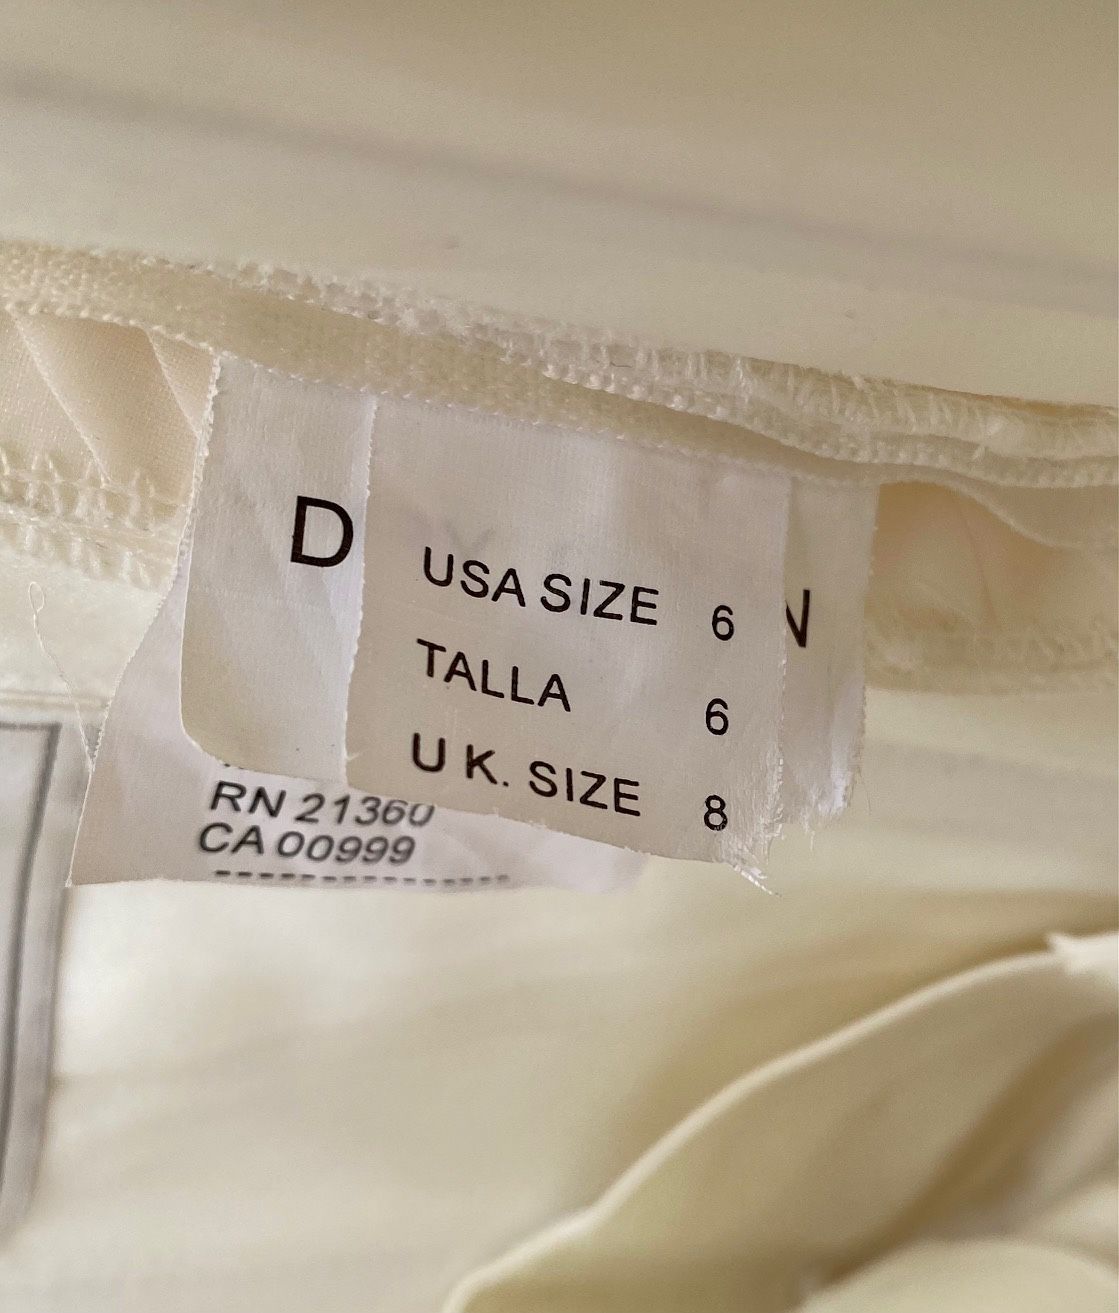 D
N
USA SIZE 6
TALLA 6
U K. SIZE 8
RN 21360
CA 00999